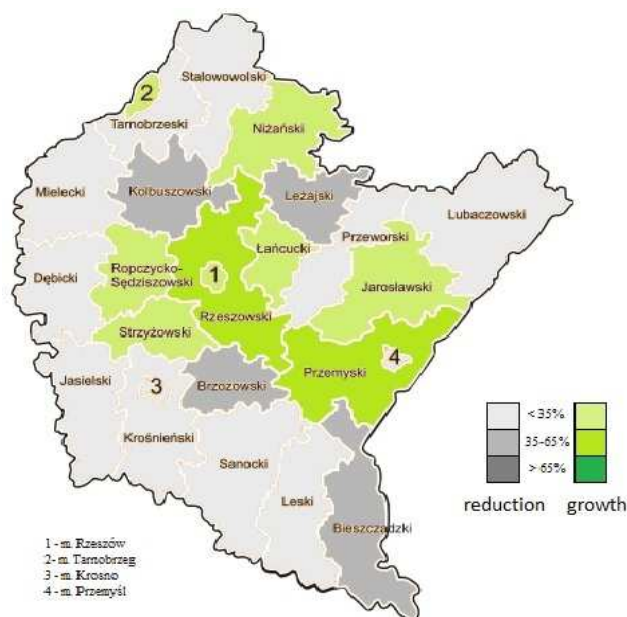 Stalowowolski
2
Tarnobrzeski
Niżański
Mielecki
Kolbuszowski
Leżajski
Lubaczowski
Przeworski
Łańcucki
Dębicki
Ropczycko-
Sędziszowski
1
Jarosławski
Rzeszowski
Strzyżowski
Przemyski
4
Jasielski
3
Brzozowski
Krośnieński
Sanocki
Leski
Bieszczadzki
< 35%
35-65%
> 65%
reduction growth
1 - m. Rzeszów
2- m. Tarnobrzeg
3 - m. Krosno
4 - m. Przemyśl